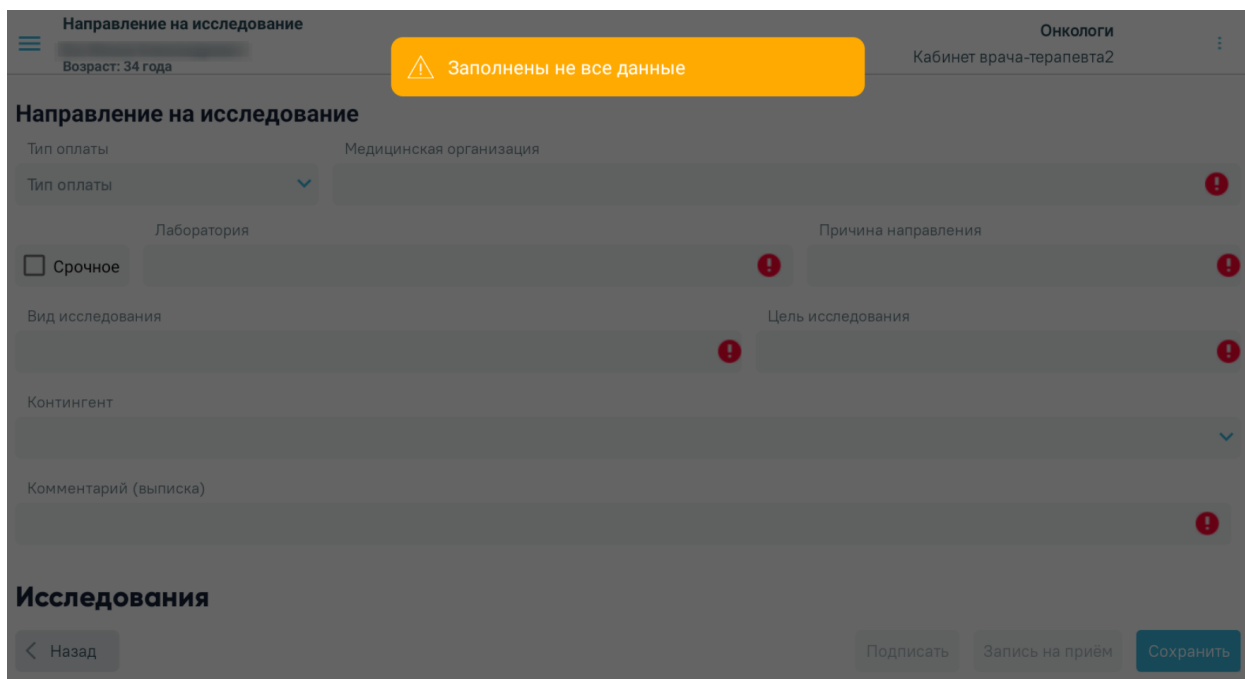 Направление на исследование
Возраст: 34 года
Онкологи
Кабинет врача-терапевта2
Заполнены не все данные
Направление на исследование
Тип оплаты
Медицинская организация
Тип оплаты
Лаборатория
Причина направления
Срочное
Вид исследования
Цель исследования
Контингент
Комментарий (выписка)
Исследования
Назад
Подписать
Запись на приём
Сохранить